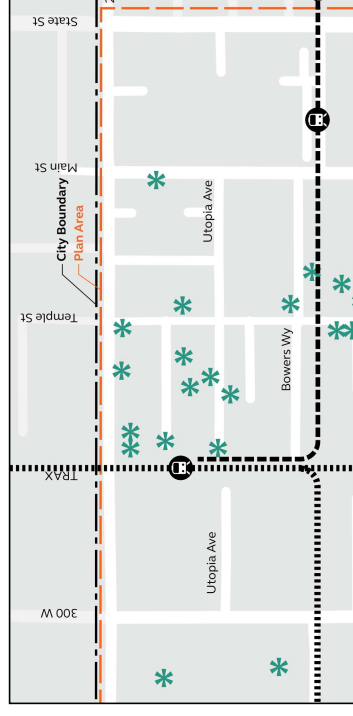 State St
Main St
Utopia Ave
City Boundary
Plan Area
Temple St
Bowers Wy
TRAX
Utopia Ave
300 W